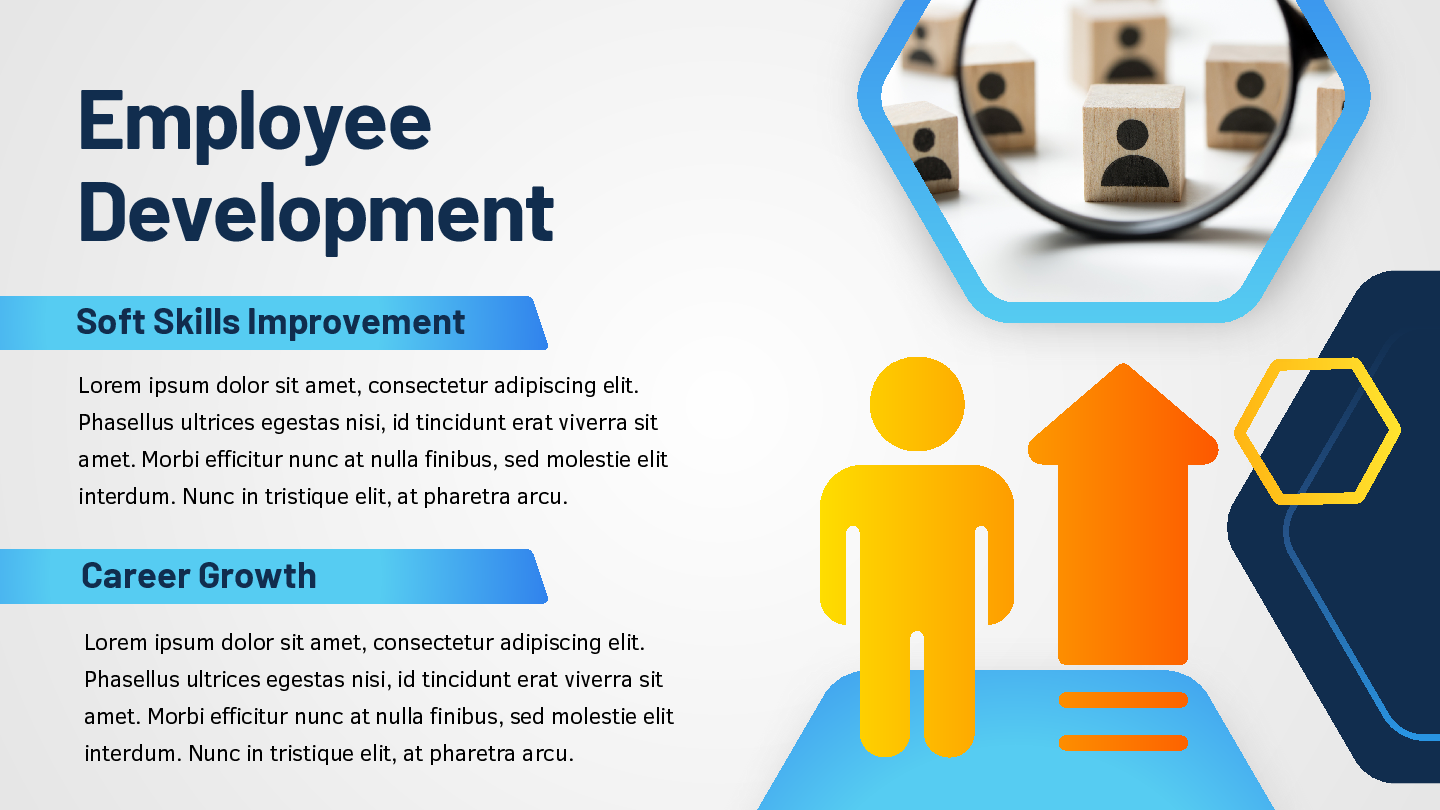 Employee
Development
Soft Skills Improvement
Lorem ipsum dolor sit amet, consectetur adipiscing elit.
Phasellus ultrices egestas nisi, id tincidunt erat viverra sit
amet. Morbi efficitur nunc at nulla finibus, sed molestie elit
interdum. Nunc in tristique elit, at pharetra arcu.
Career Growth
Lorem ipsum dolor sit amet, consectetur adipiscing elit.
Phasellus ultrices egestas nisi, id tincidunt erat viverra sit
amet. Morbi efficitur nunc at nulla finibus, sed molestie elit
interdum. Nunc in tristique elit, at pharetra arcu.